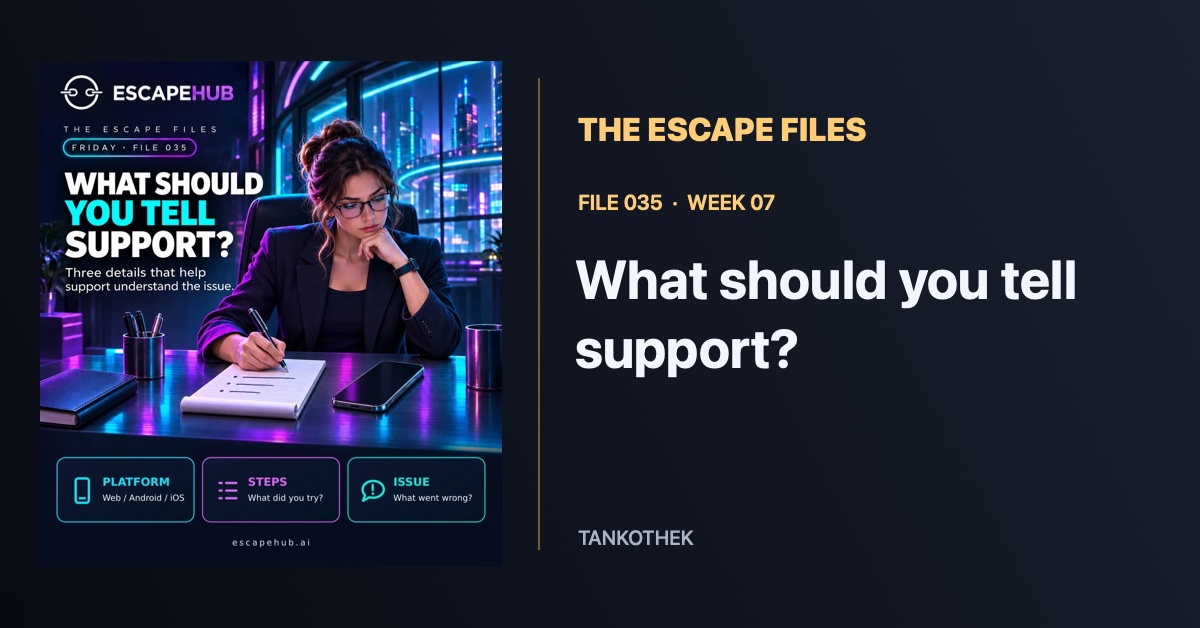 ESCAPEHUB
THE ESCAPE FILES
FRIDAY · FILE 035
WHAT SHOULD
YOU TELL
SUPPORT?
Three details that help
support understand the issue.
PLATFORM
Web / Android / iOS
STEPS
What did you try?
ISSUE
What went wrong?
escapehub.ai
THE ESCAPE FILES
FILE 035 · WEEK 07
What should you tell
support?
TANKOTHEK